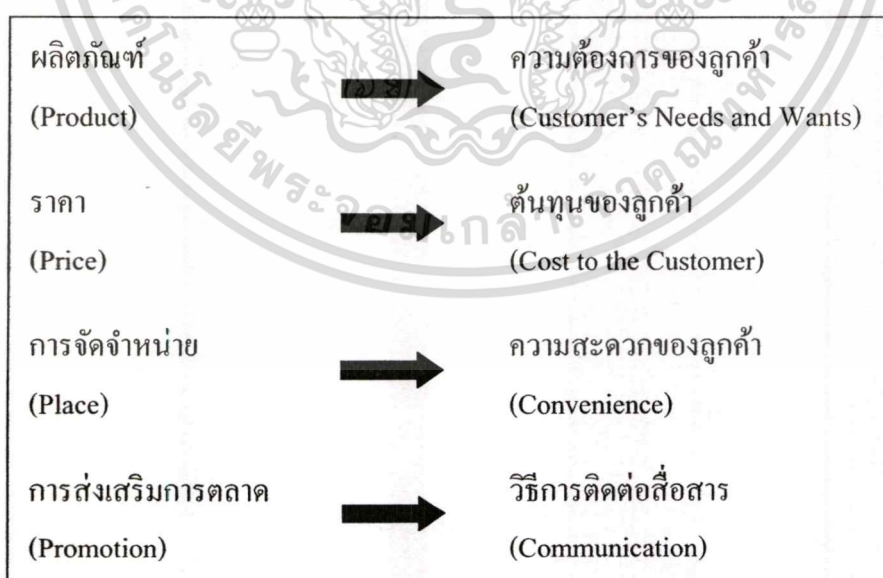 ผลิตภัณฑ์
(Product)
ความต้องการของลูกค้า
(Customer's Needs and Wants)
ราคา
(Price)
ต้นทุนของลูกค้า
(Cost to the Customer)
การจัดจำหน่าย
(Place)
ความสะดวกของลูกค้า
(Convenience)
การส่งเสริมการตลาด
(Promotion)
วิธีการติดต่อสื่อสาร
(Communication)